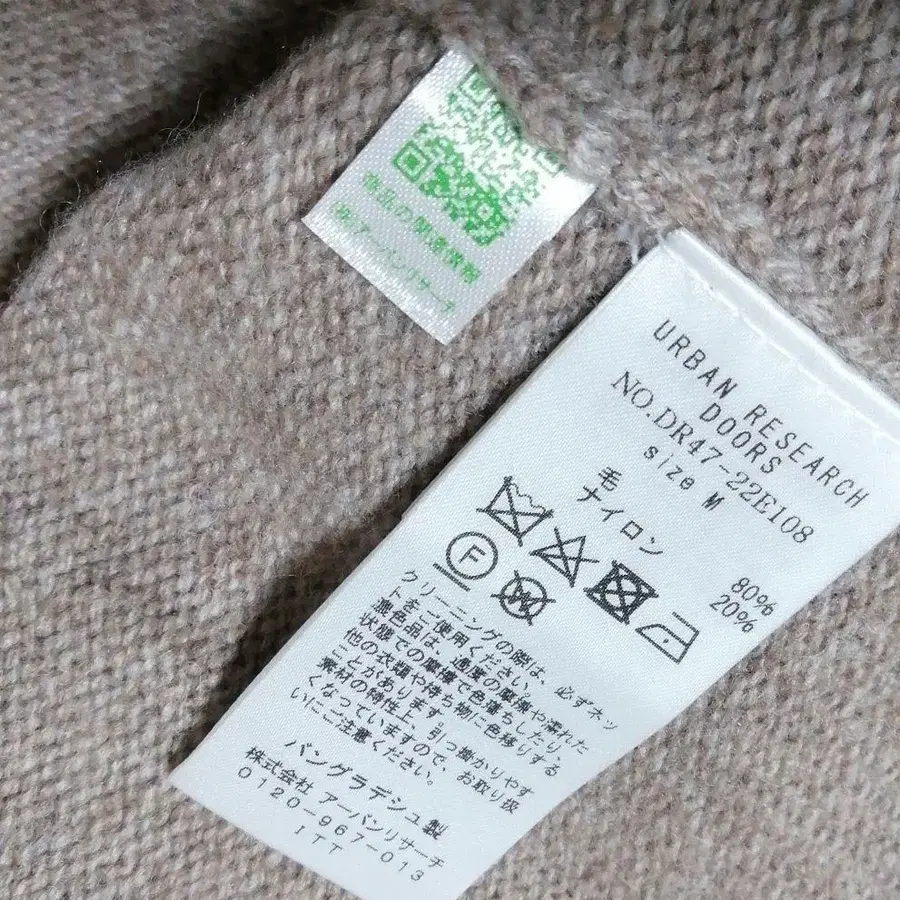 商品の関連情報
(株)アーバンリサーチ
URBAN RESEARCH
DOORS
NO.DR47-22E108
size M
毛 80%
ナイロン 20%
F
W
クリーニングの際は、必ずネッ
トをご使用ください。
濃色品は、過度の摩擦や濡れた
状態での摩擦で色落ちしたり、
他の衣類や持ち物に色移りする
ことがあります。
素材の特性上、引っ掛かりやす
くなっていますので、お取り扱
いにご注意ください。
バングラデシュ製
株式会社 アーバンリサーチ
0120-967-013
ITT